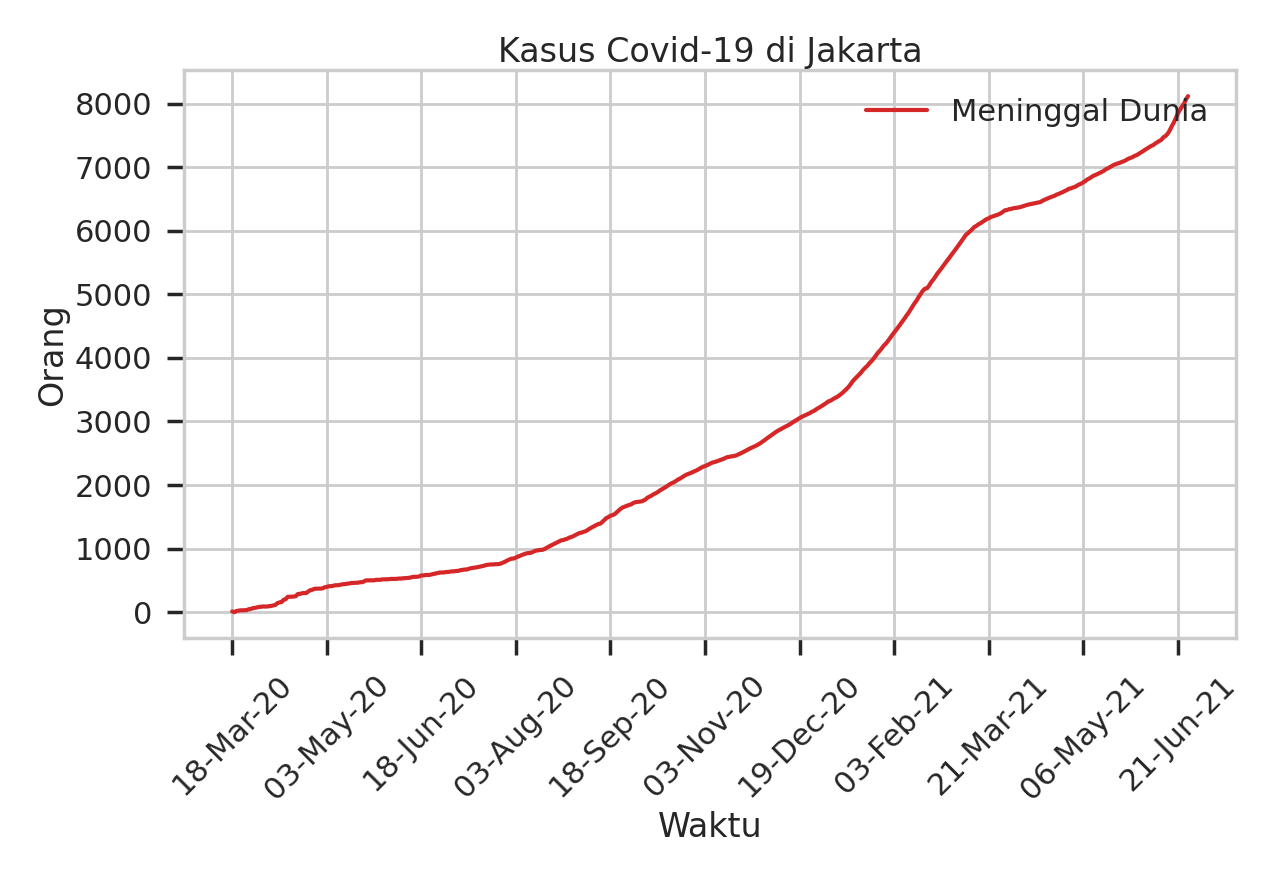 Kasus Covid-19 di Jakarta
Meninggal Dunia
8000
7000
6000
5000
4000
3000
2000
1000
0
Orang
18-Mar-20
03-May-20
18-Jun-20
03-Aug-20
18-Sep-20
03-Nov-20
19-Dec-20
03-Feb-21
21-Mar-21
06-May-21
21-Jun-21
Waktu